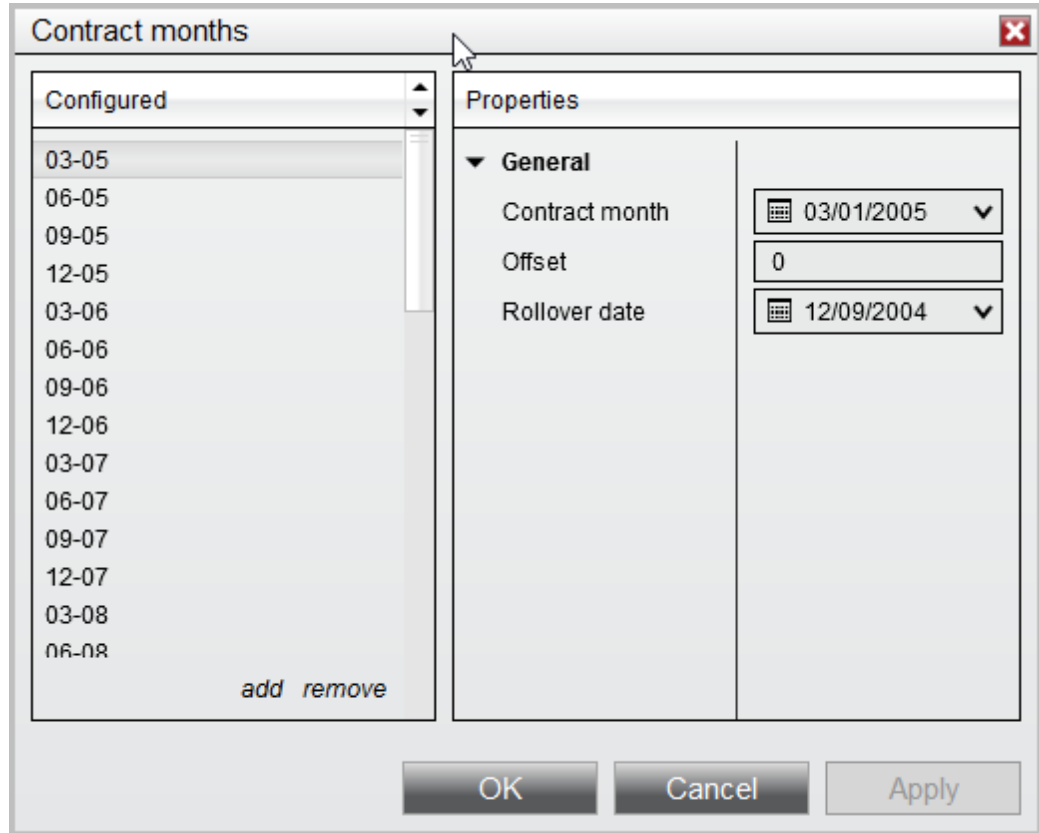 Contract months
Configured
03-05
06-05
09-05
12-05
03-06
06-06
09-06
12-06
03-07
06-07
09-07
12-07
03-08
06-08
add remove
Properties
General
Contract month 03/01/2005
Offset 0
Rollover date 12/09/2004
OK Cancel Apply